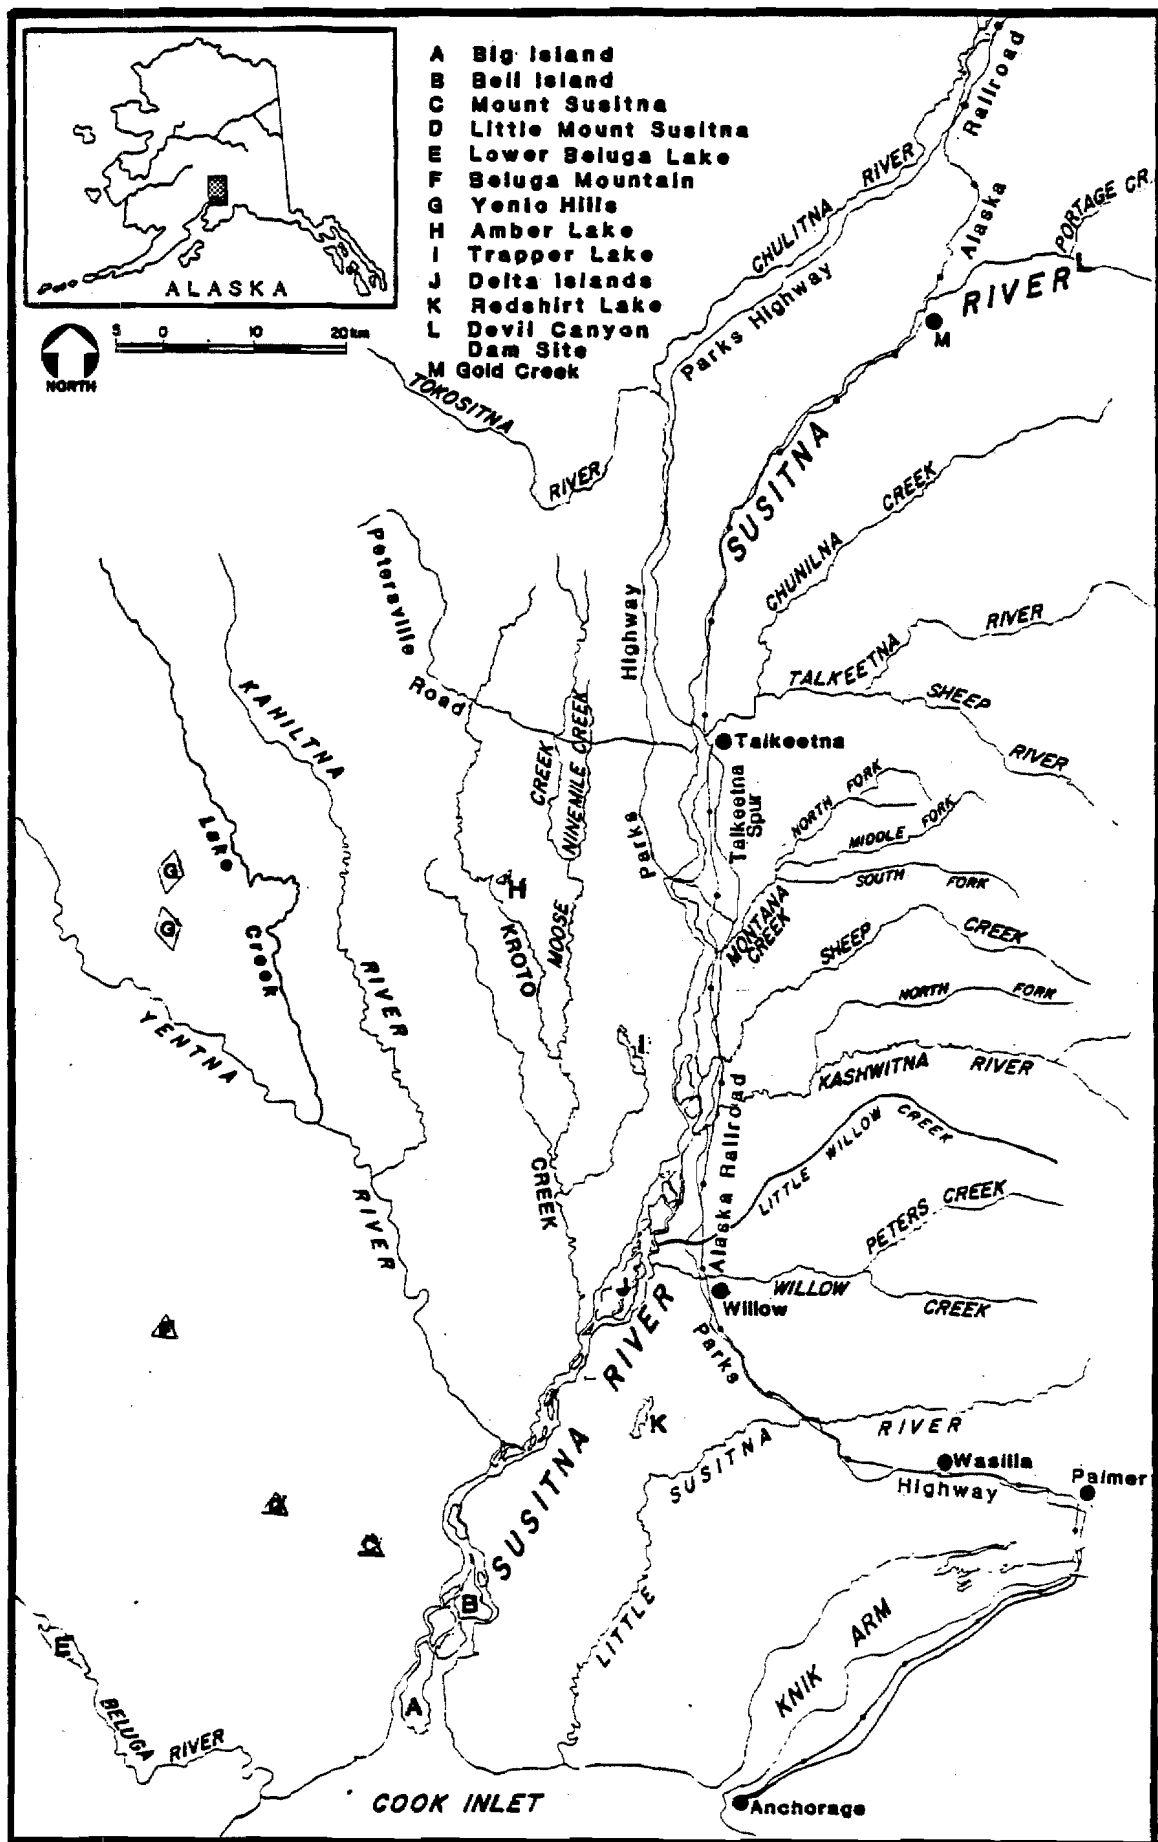 A Big Island
B Bell Island
C Mount Susitna
D Little Mount Susitna
E Lower Beluga Lake
F Beluga Mountain
G Yenlo Hills
H Amber Lake
I Trapper Lake
J Delta Islands
K Redshirt Lake
L Devil Canyon
Dam Site
M Gold Creek
ALASKA
5 0 10 20km
NORTH
Railroad
Alaska
CHULITNA RIVER
PORTAGE CR.
L
RIVER
M
Parks Highway
TOKOSITNA
RIVER
SUSITNA
CHUNILNA CREEK
Petersville
Road
Highway
TALKEETNA RIVER
SHEEP
RIVER
KAHILTNA
RIVER
CREEK
NINEMILE CREEK
Talkeetna
Talkeetna
Spur
NORTH FORK
MIDDLE FORK
SOUTH FORK
Parks
Lake
Creek
G
G
H
KROTO
MOOSE
MONTANA
CREEK
SHEEP CREEK
NORTH FORK
YENTNA
RIVER
I
KASHWITNA RIVER
LITTLE WILLOW CREEK
Alaska Railroad
CREEK
PETERS CREEK
J
WILLOW
CREEK
Willow
Parks
F
SUSITNA RIVER
K
LITTLE SUSITNA RIVER
Wasilla
Highway
Palmer
D
C
B
E
A
BELUGA
RIVER
KNIK ARM
COOK INLET
Anchorage